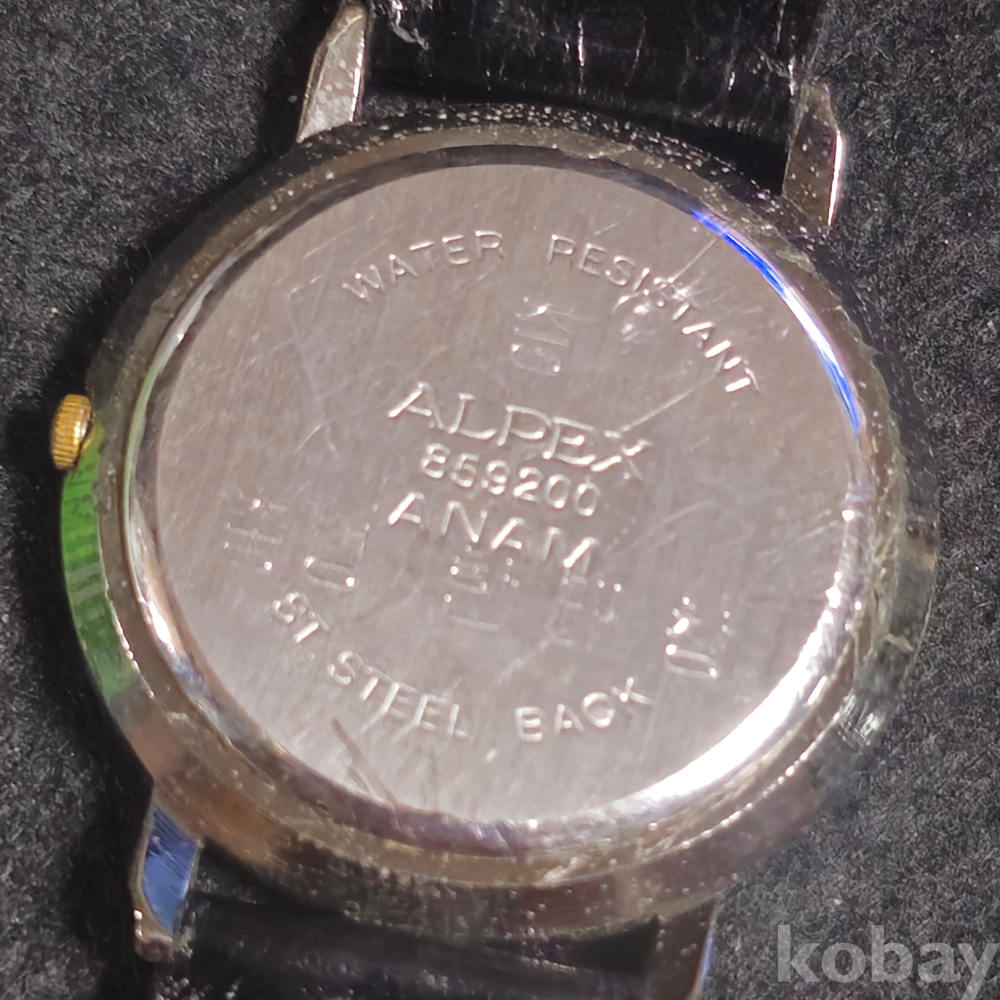 WATER RESISTANT
ALPEX
859200
ANAM
ST. STEEL BACK
kobay